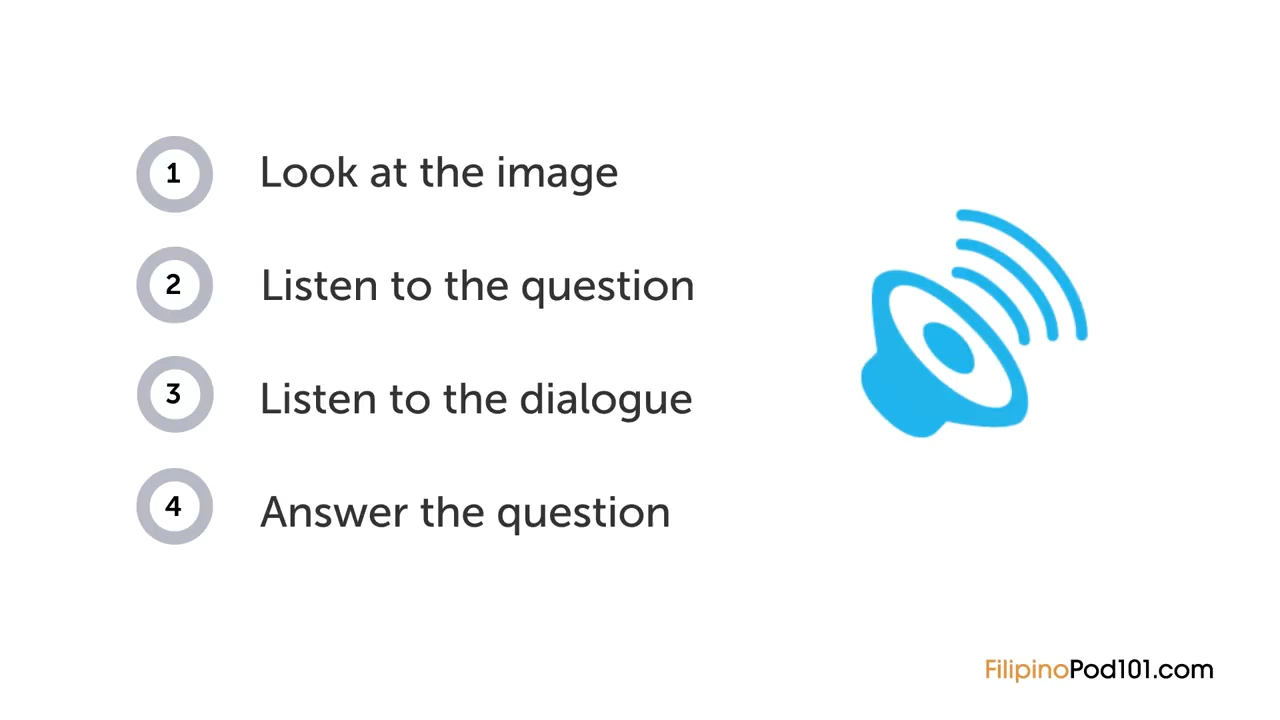 1 Look at the image
2 Listen to the question
3 Listen to the dialogue
4 Answer the question
FilipinoPod101.com